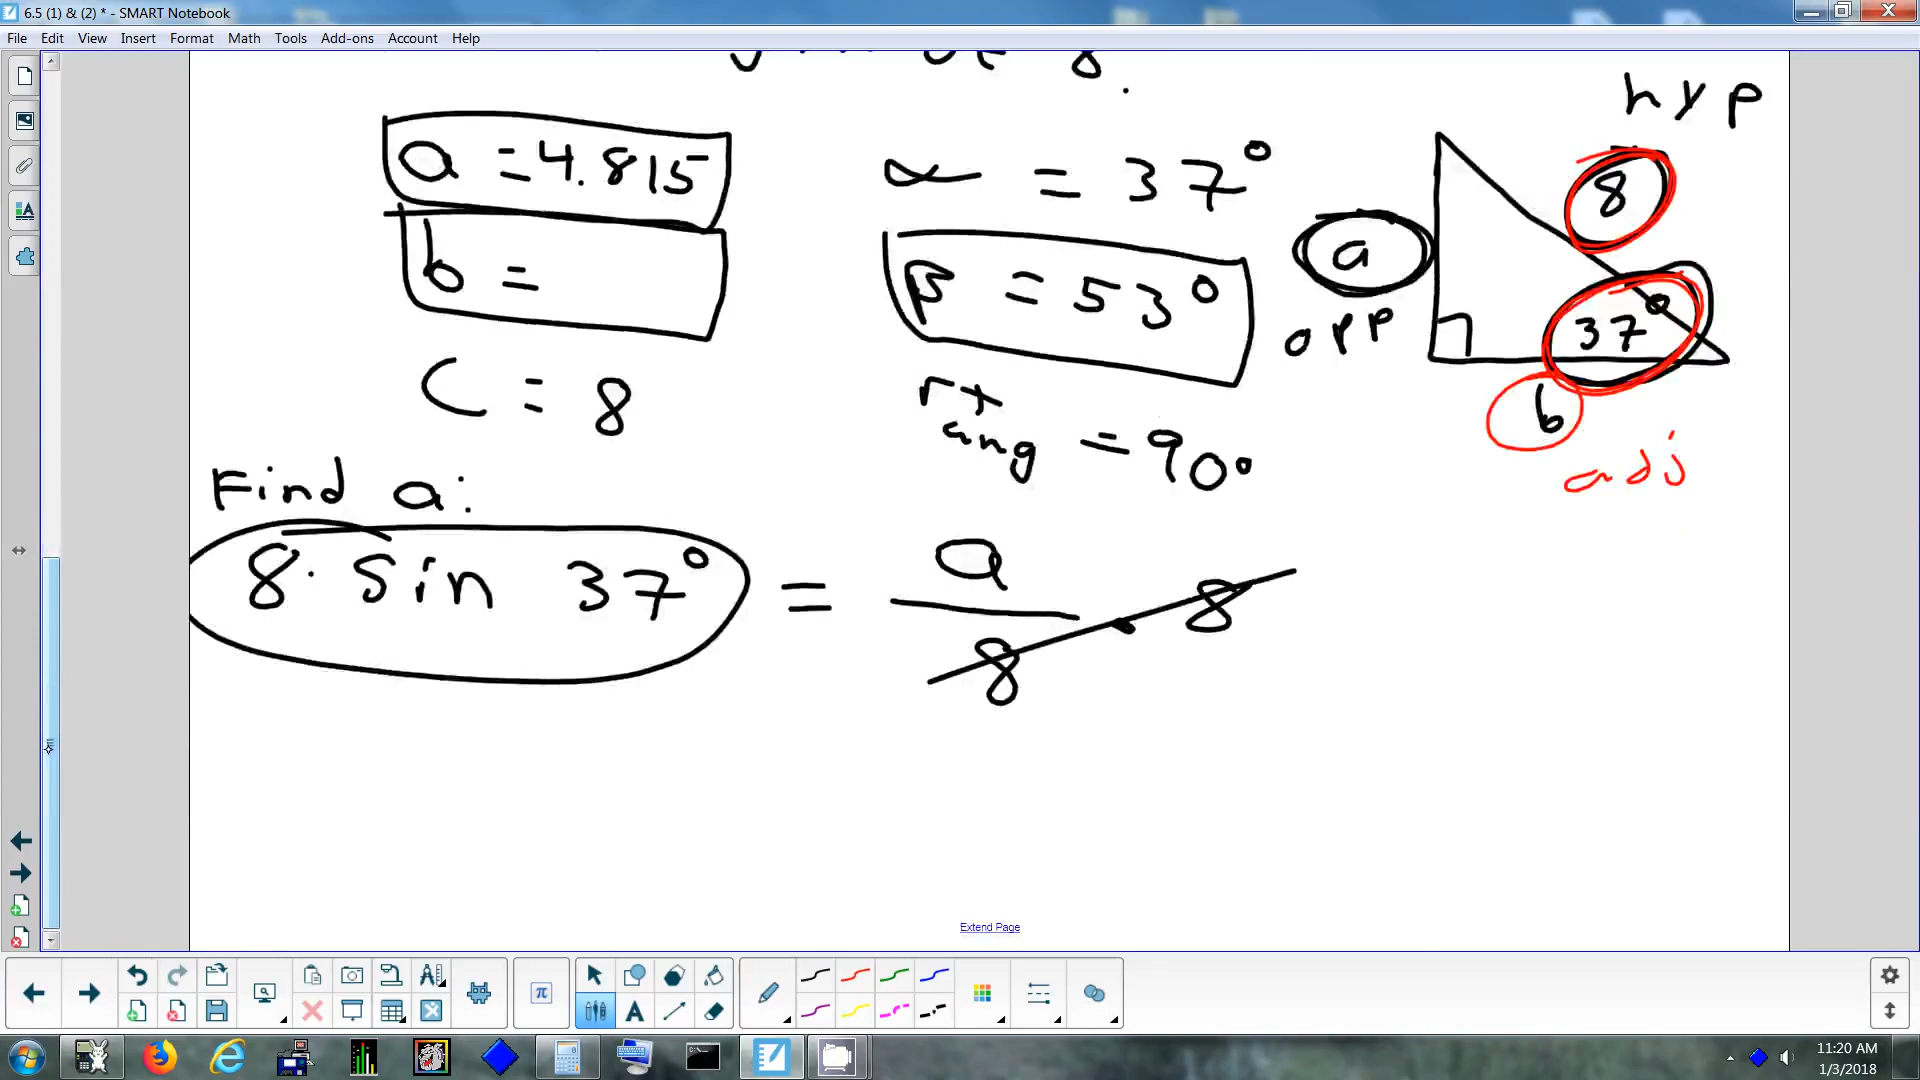 6.5 (1) & (2) * - SMART Notebook
File Edit View Insert Format Math Tools Add-ons Account Help
8.
a = 4.815
b =
c = 8
α = 37°
β = 53°
rt
ang = 90°
hyp
8
a
opp
37°
b
adj
Find a:
8 · sin 37° = a
8 · 8
Extend Page
π
A
11:20 AM
1/3/2018